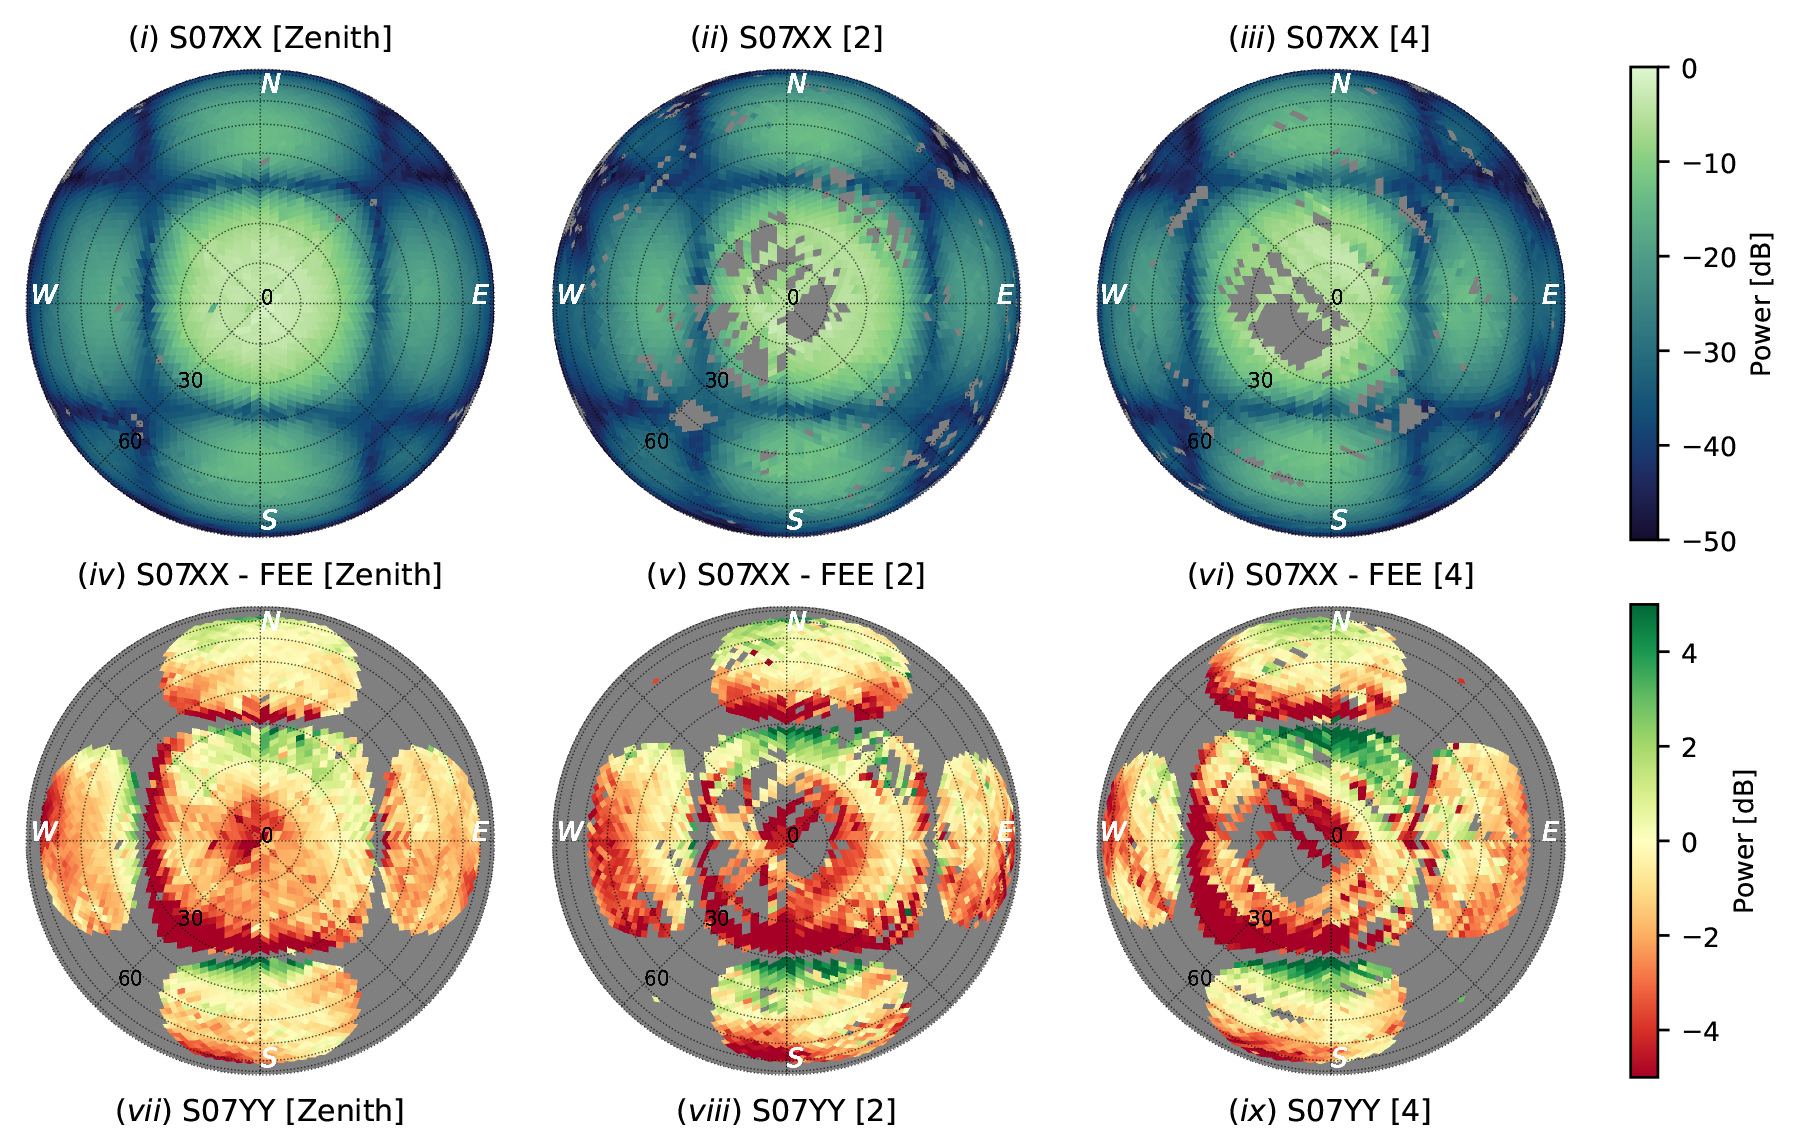 (i) S07XX [Zenith] (ii) S07XX [2] (iii) S07XX [4]
N N N 0
−10
−20
W 0 E W 0 E W 0 E
−30
Power [dB]
30 30 30
60 60 60
−40
S S S
−50
(iv) S07XX - FEE [Zenith] (v) S07XX - FEE [2] (vi) S07XX - FEE [4]
N N N
4
2
W 0 E W 0 E W 0 E 0
Power [dB]
30 30 30
−2
60 60 60
−4
S S S
(vii) S07YY [Zenith] (viii) S07YY [2] (ix) S07YY [4]